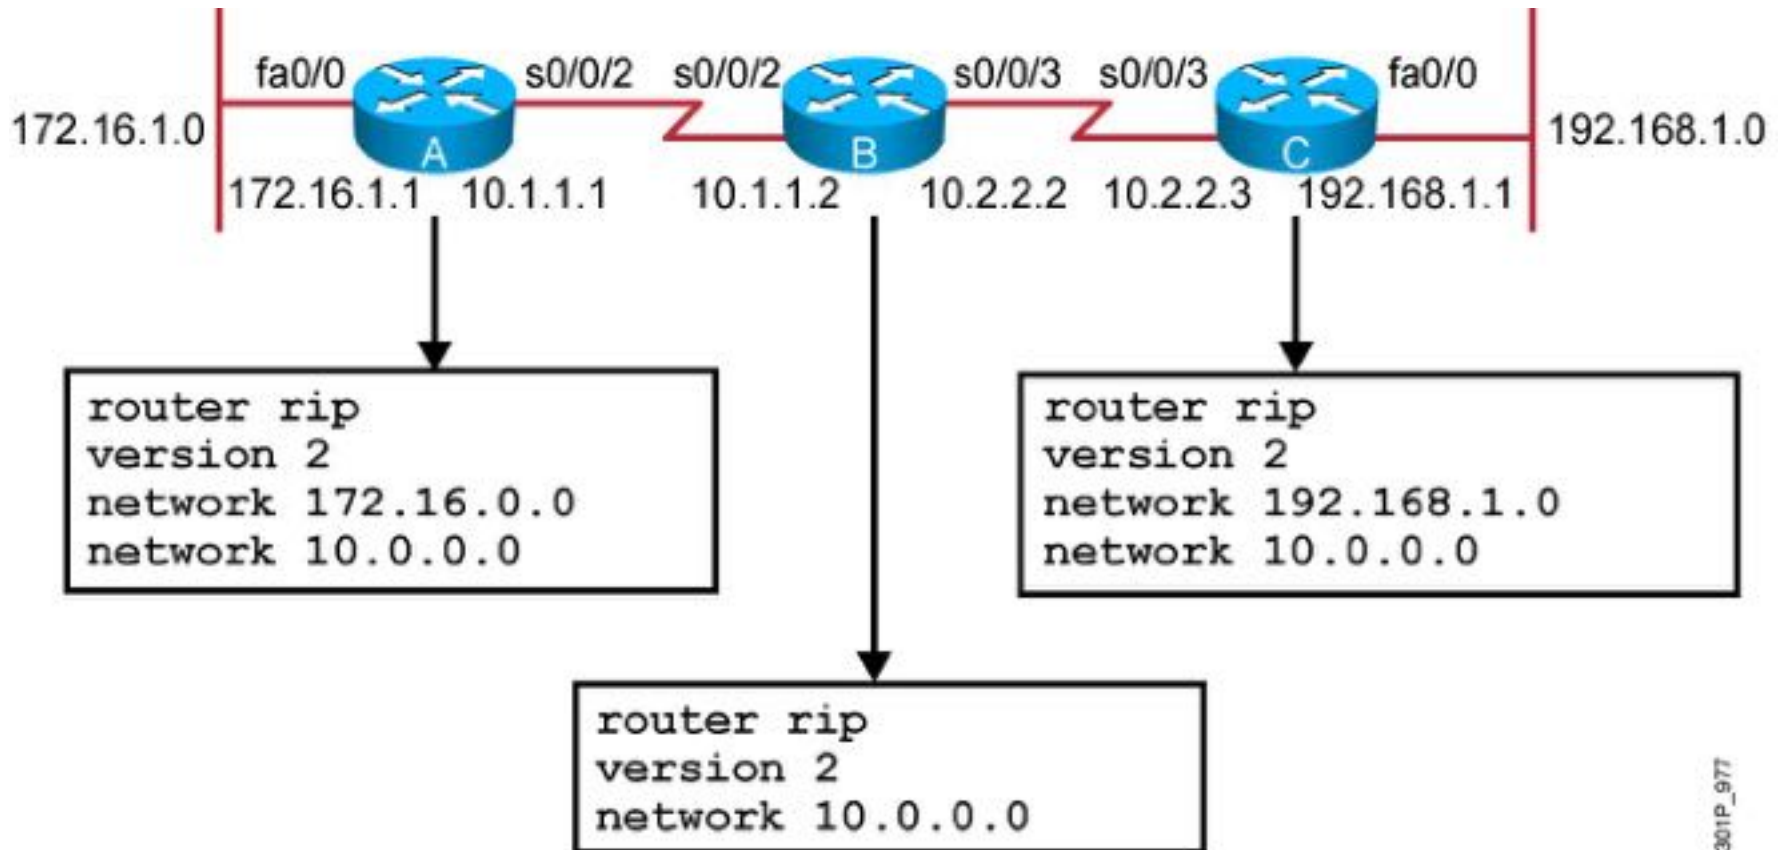 fa0/0 s0/0/2 s0/0/2 s0/0/3 s0/0/3 fa0/0
172.16.1.0 A B C 192.168.1.0
172.16.1.1 10.1.1.1 10.1.1.2 10.2.2.2 10.2.2.3 192.168.1.1
router rip
version 2
network 172.16.0.0
network 10.0.0.0
router rip
version 2
network 192.168.1.0
network 10.0.0.0
router rip
version 2
network 10.0.0.0
301P_977